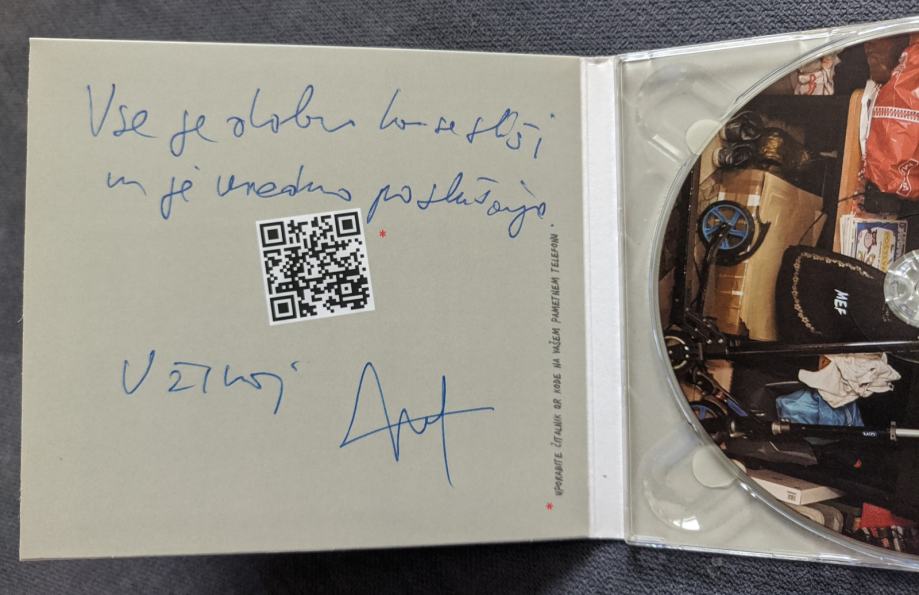 Vse je dobro ko se sliši
in je vredno poslušanja.
*
Uživaj
* UPORABITE ČITALNIK QR KODE NA VAŠEM PAMETNEM TELEFONU
MEF